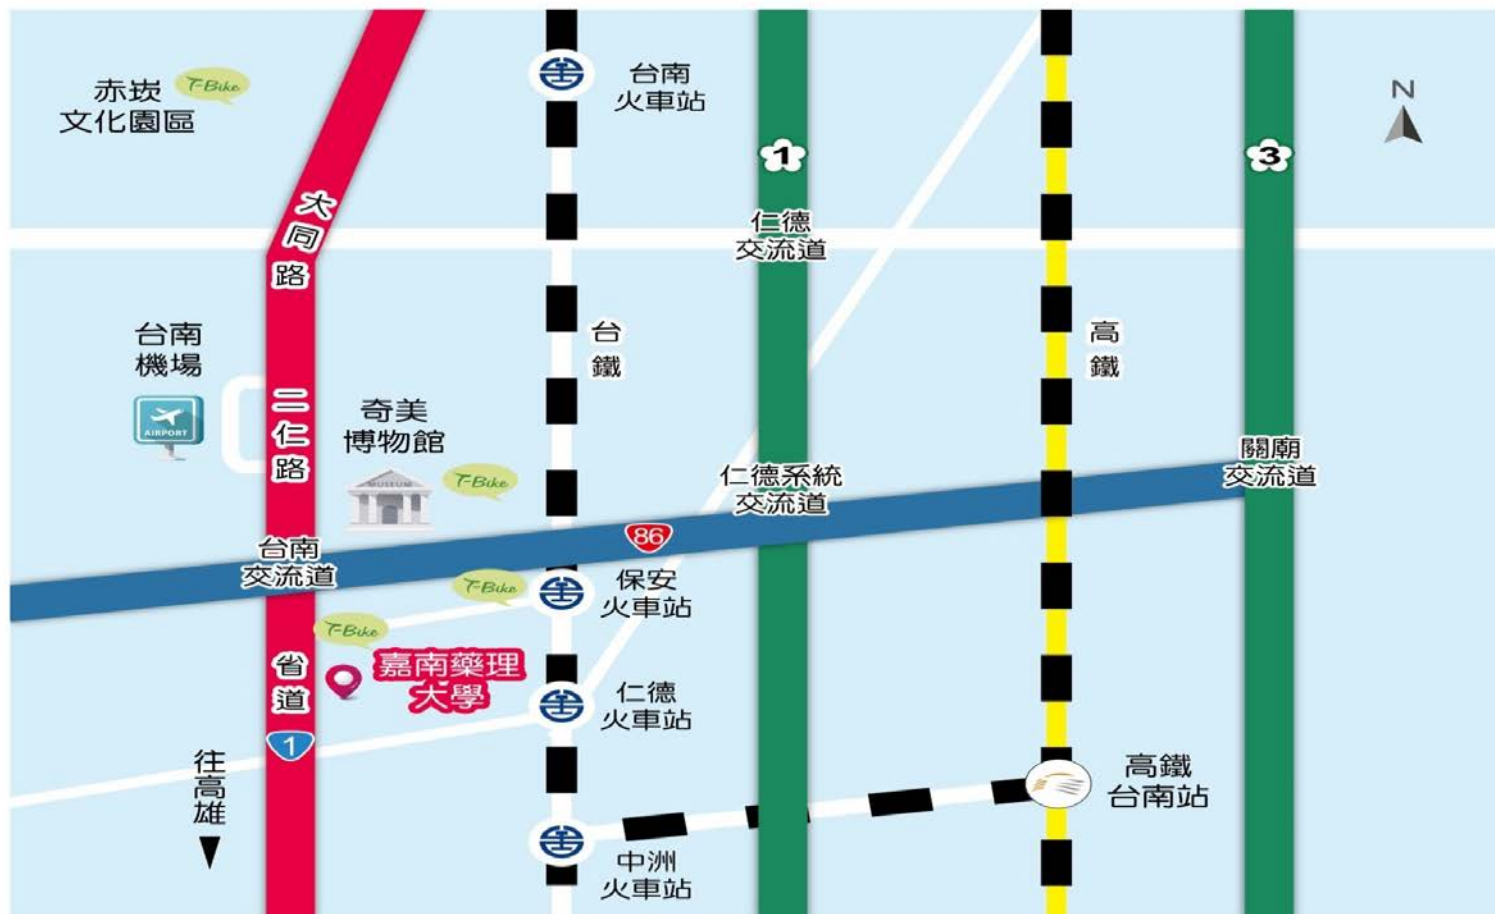 赤崁
文化園區
T-Bike
台南
火車站
N
1
3
大同路
仁德
交流道
台鐵
高鐵
台南
機場
AIRPORT
二仁路
奇美
博物館
MUSEUM
T-Bike
仁德系統
交流道
關廟
交流道
86
台南
交流道
T-Bike
保安
火車站
T-Bike
嘉南藥理
大學
省道
1
仁德
火車站
往高雄
高鐵
台南站
中洲
火車站